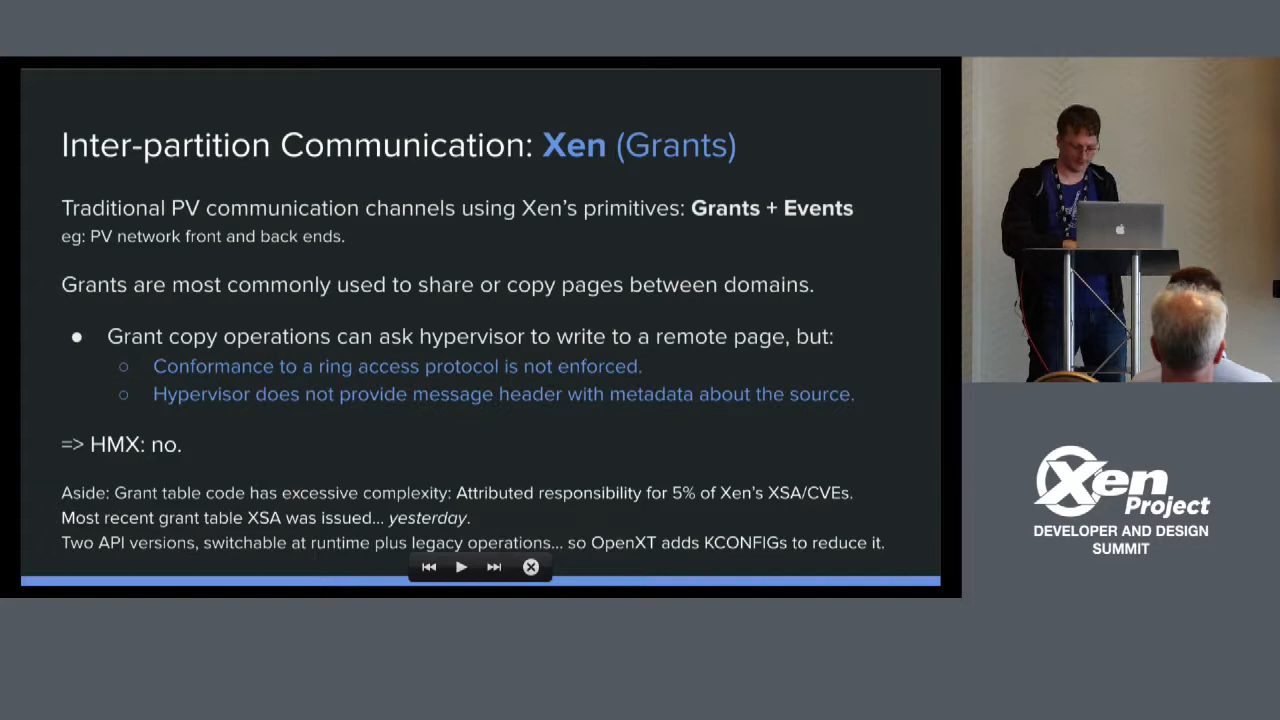 Inter-partition Communication: Xen (Grants)
Traditional PV communication channels using Xen's primitives: Grants + Events
eg: PV network front and back ends.
Grants are most commonly used to share or copy pages between domains.
● Grant copy operations can ask hypervisor to write to a remote page, but:
○ Conformance to a ring access protocol is not enforced.
○ Hypervisor does not provide message header with metadata about the source.
=> HMX: no.
Aside: Grant table code has excessive complexity: Attributed responsibility for 5% of Xen's XSA/CVEs.
Most recent grant table XSA was issued... yesterday.
Two API versions, switchable at runtime plus legacy operations... so OpenXT adds KCONFIGs to reduce it.
Xen
Project
DEVELOPER AND DESIGN
SUMMIT